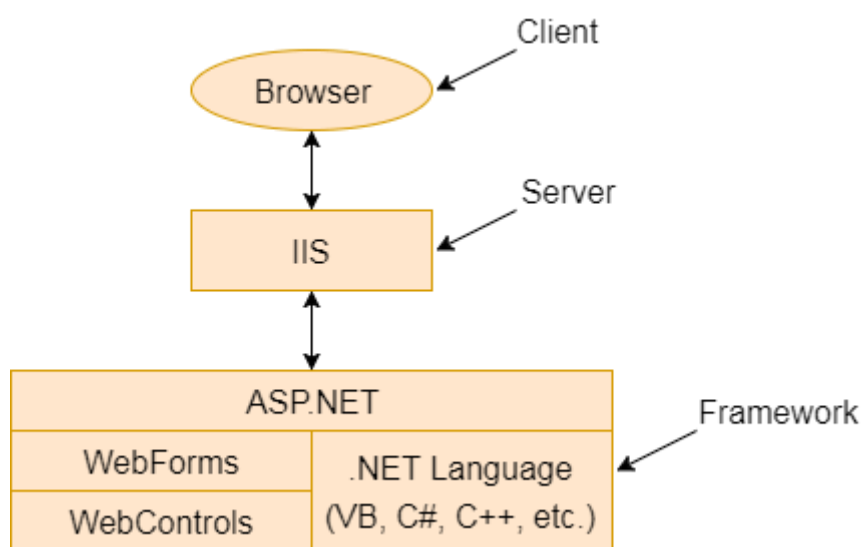 Client
Browser
Server
IIS
ASP.NET
Framework
WebForms
.NET Language
(VB, C#, C++, etc.)
WebControls